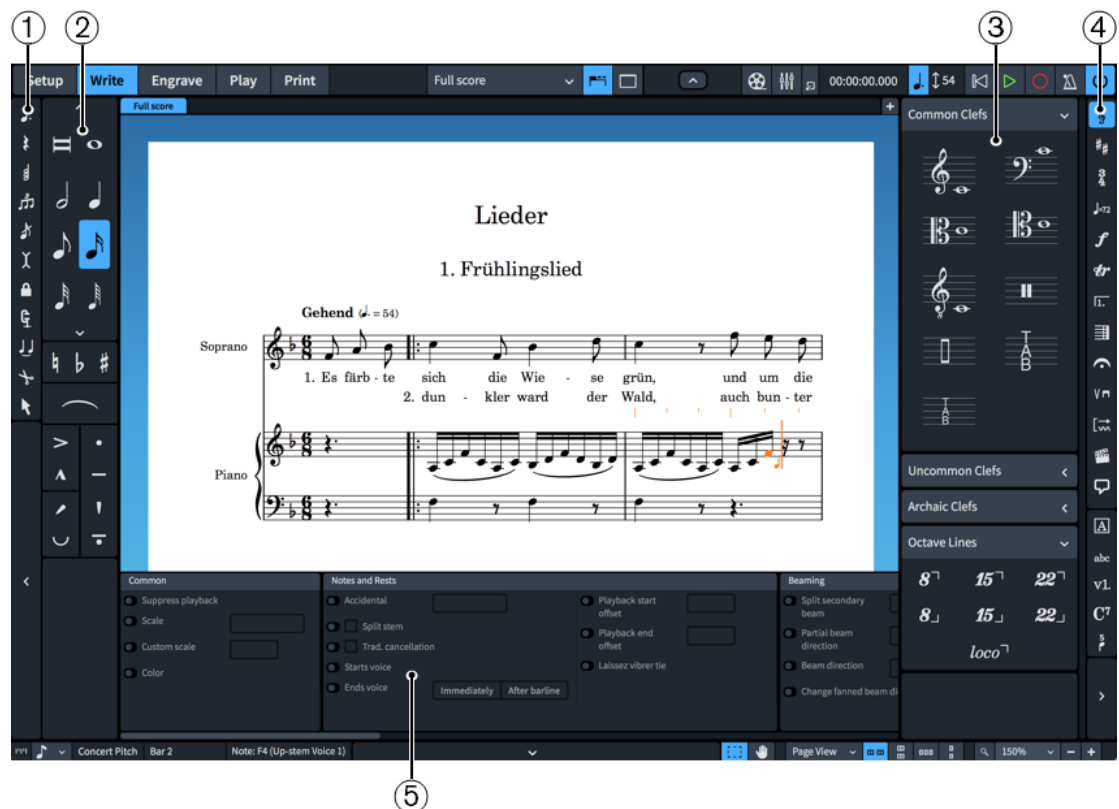 ① ② ③ ④
Setup Write Engrave Play Print Full score 00:00:00.000 54
Full score
Common Clefs
Lieder
1. Frühlingslied
Gehend (♩. = 54)
Soprano
1. Es färb - te sich die Wie - se grün, und um die
2. dun - kler ward der Wald, auch bun - ter
Piano
TAB
TAB
Uncommon Clefs
Archaic Clefs
Octave Lines
8 15 22
8 15 22
loco
=72
f
tr
1.
A
abc
v1.
C7
5
Common
Suppress playback
Scale
Custom scale
Color
Notes and Rests
Accidental
Split stem
Trad. cancellation
Starts voice
Ends voice
Immediately After barline
Playback start
offset
Playback end
offset
Laissez vibrer tie
Beaming
Split secondary
beam
Partial beam
direction
Beam direction
Change fanned beam di
Concert Pitch Bar 2 Note: F4 (Up-stem Voice 1) Page View 150%
⑤